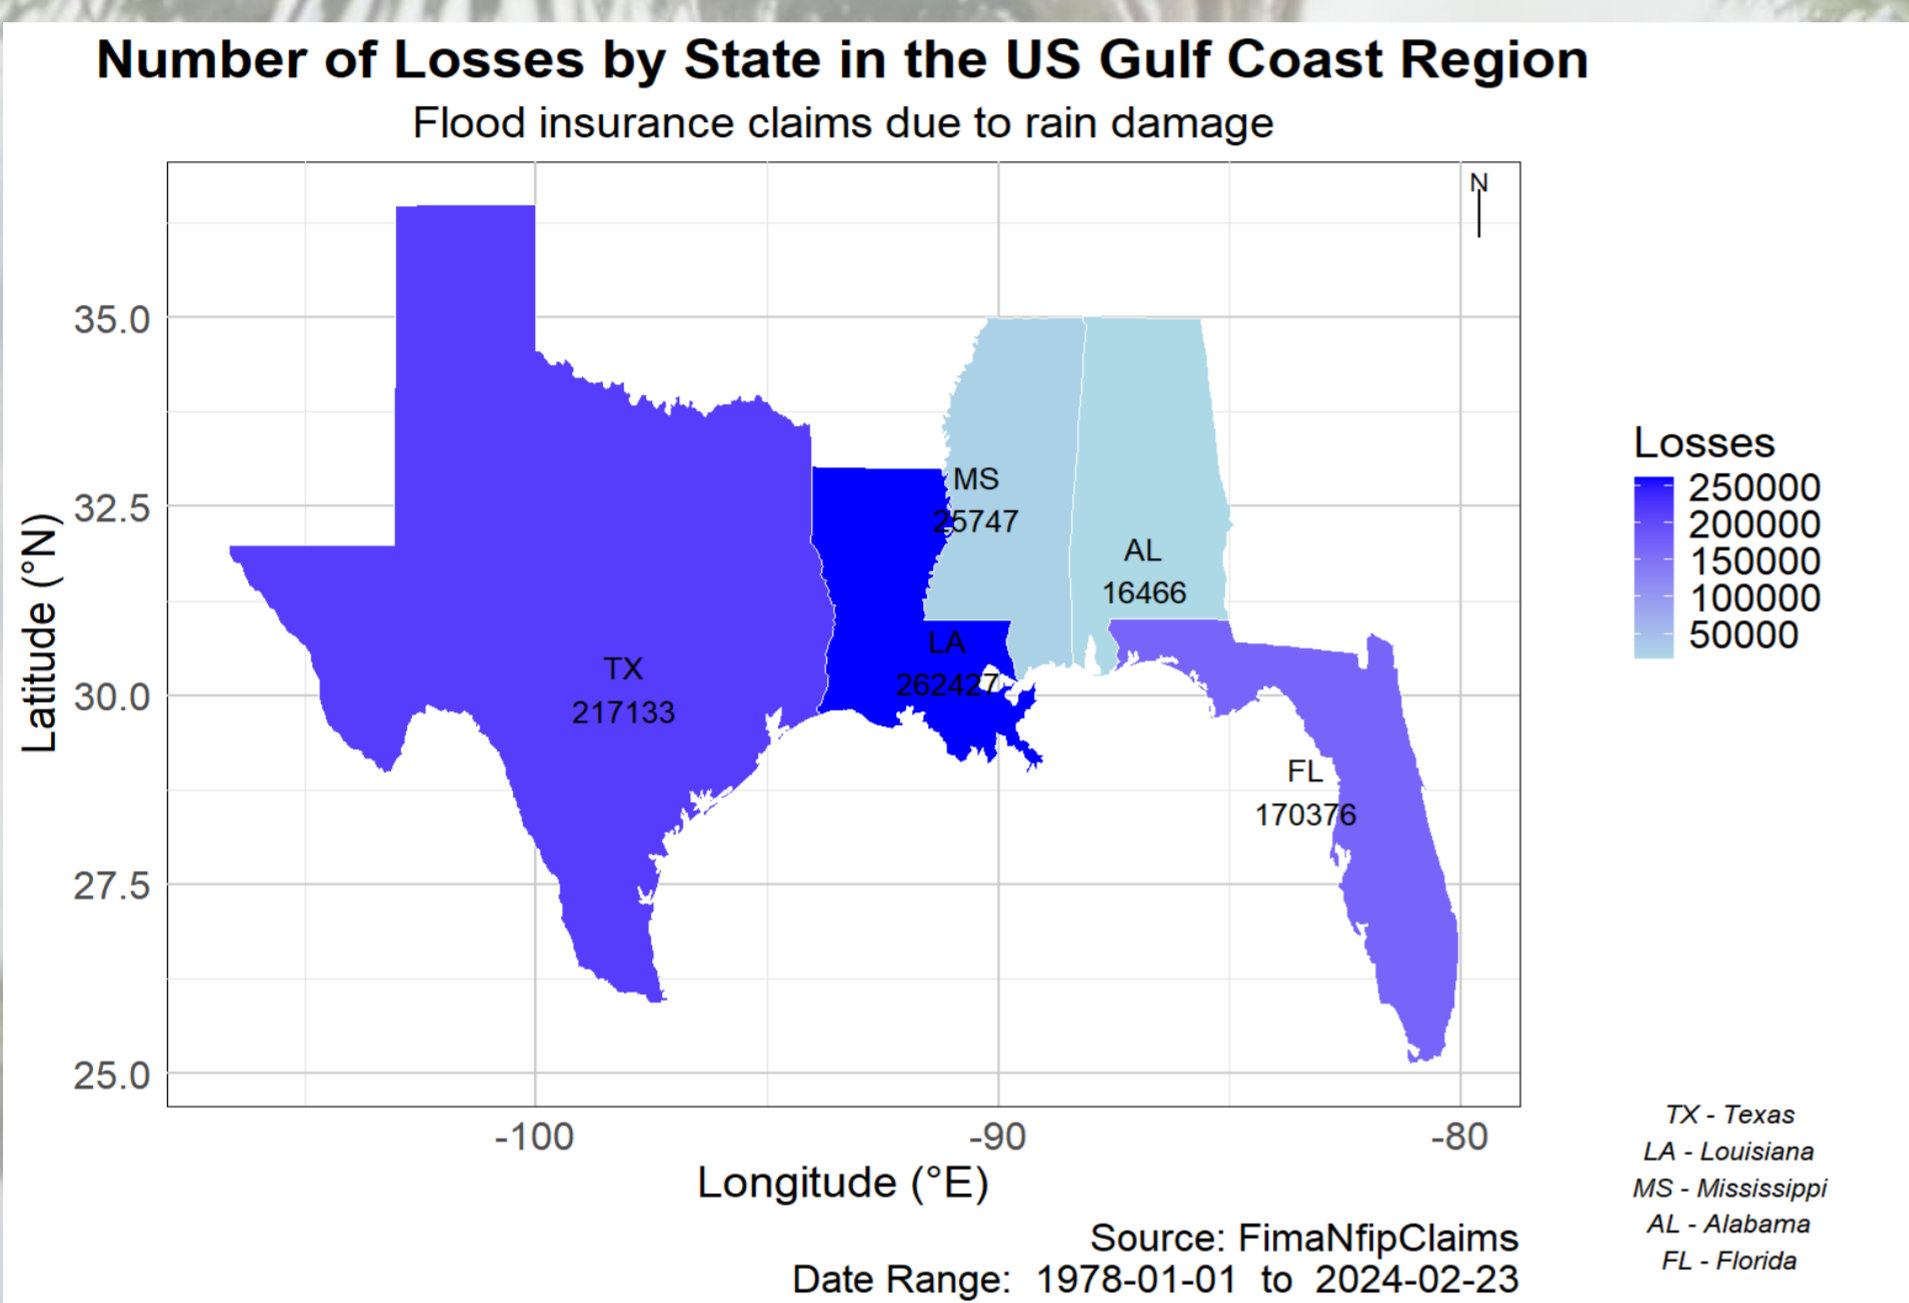 Number of Losses by State in the US Gulf Coast Region
Flood insurance claims due to rain damage
N
35.0
32.5
30.0
27.5
25.0
Latitude (°N)
MS
25747
AL
16466
LA
262427
TX
217133
FL
170376
-100
-90
-80
Longitude (°E)
Losses
250000
200000
150000
100000
50000
TX - Texas
LA - Louisiana
MS - Mississippi
AL - Alabama
FL - Florida
Source: FimaNfipClaims
Date Range:  1978-01-01  to  2024-02-23